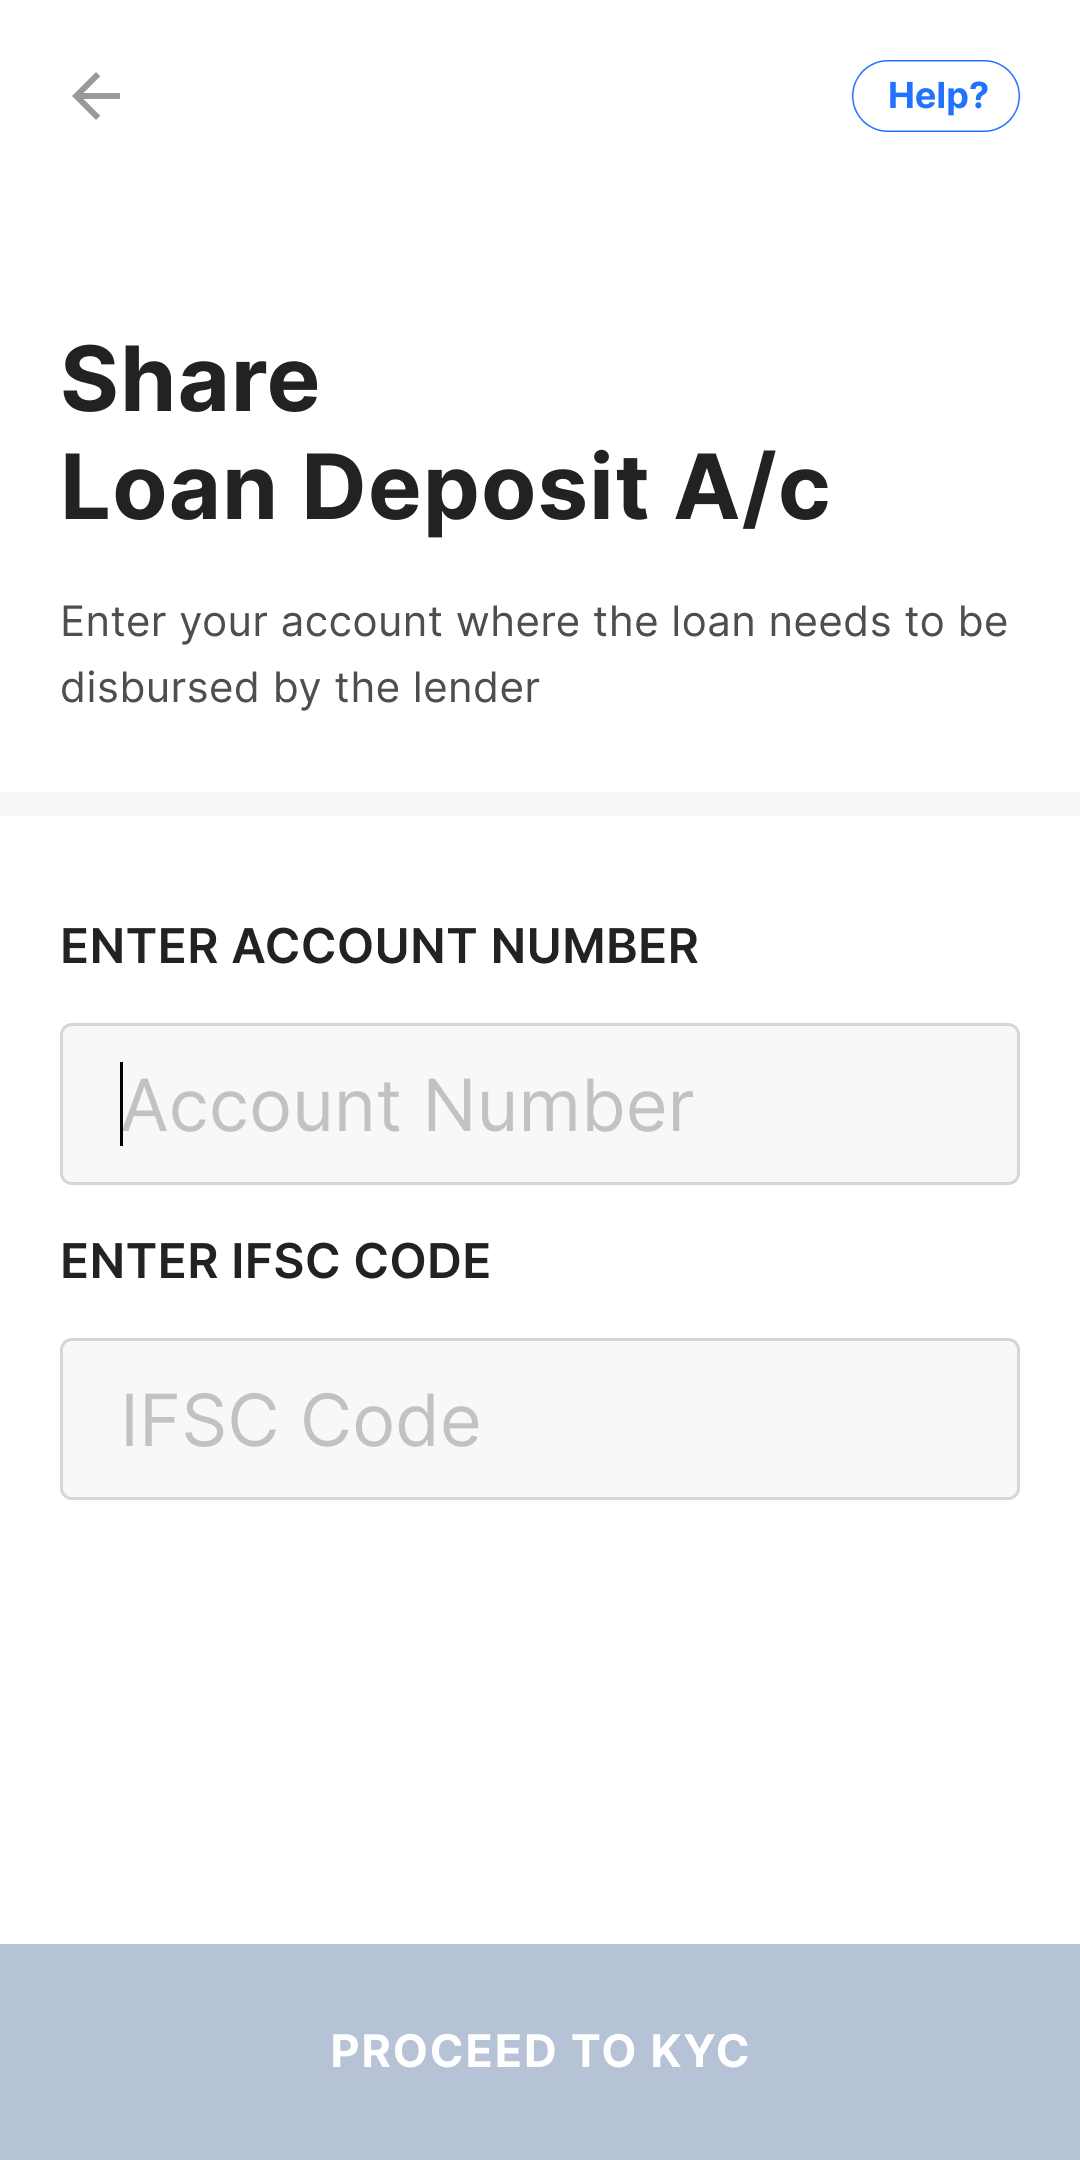 Help?
Share
Loan Deposit A/c
Enter your account where the loan needs to be
disbursed by the lender
ENTER ACCOUNT NUMBER
Account Number
ENTER IFSC CODE
IFSC Code
PROCEED TO KYC